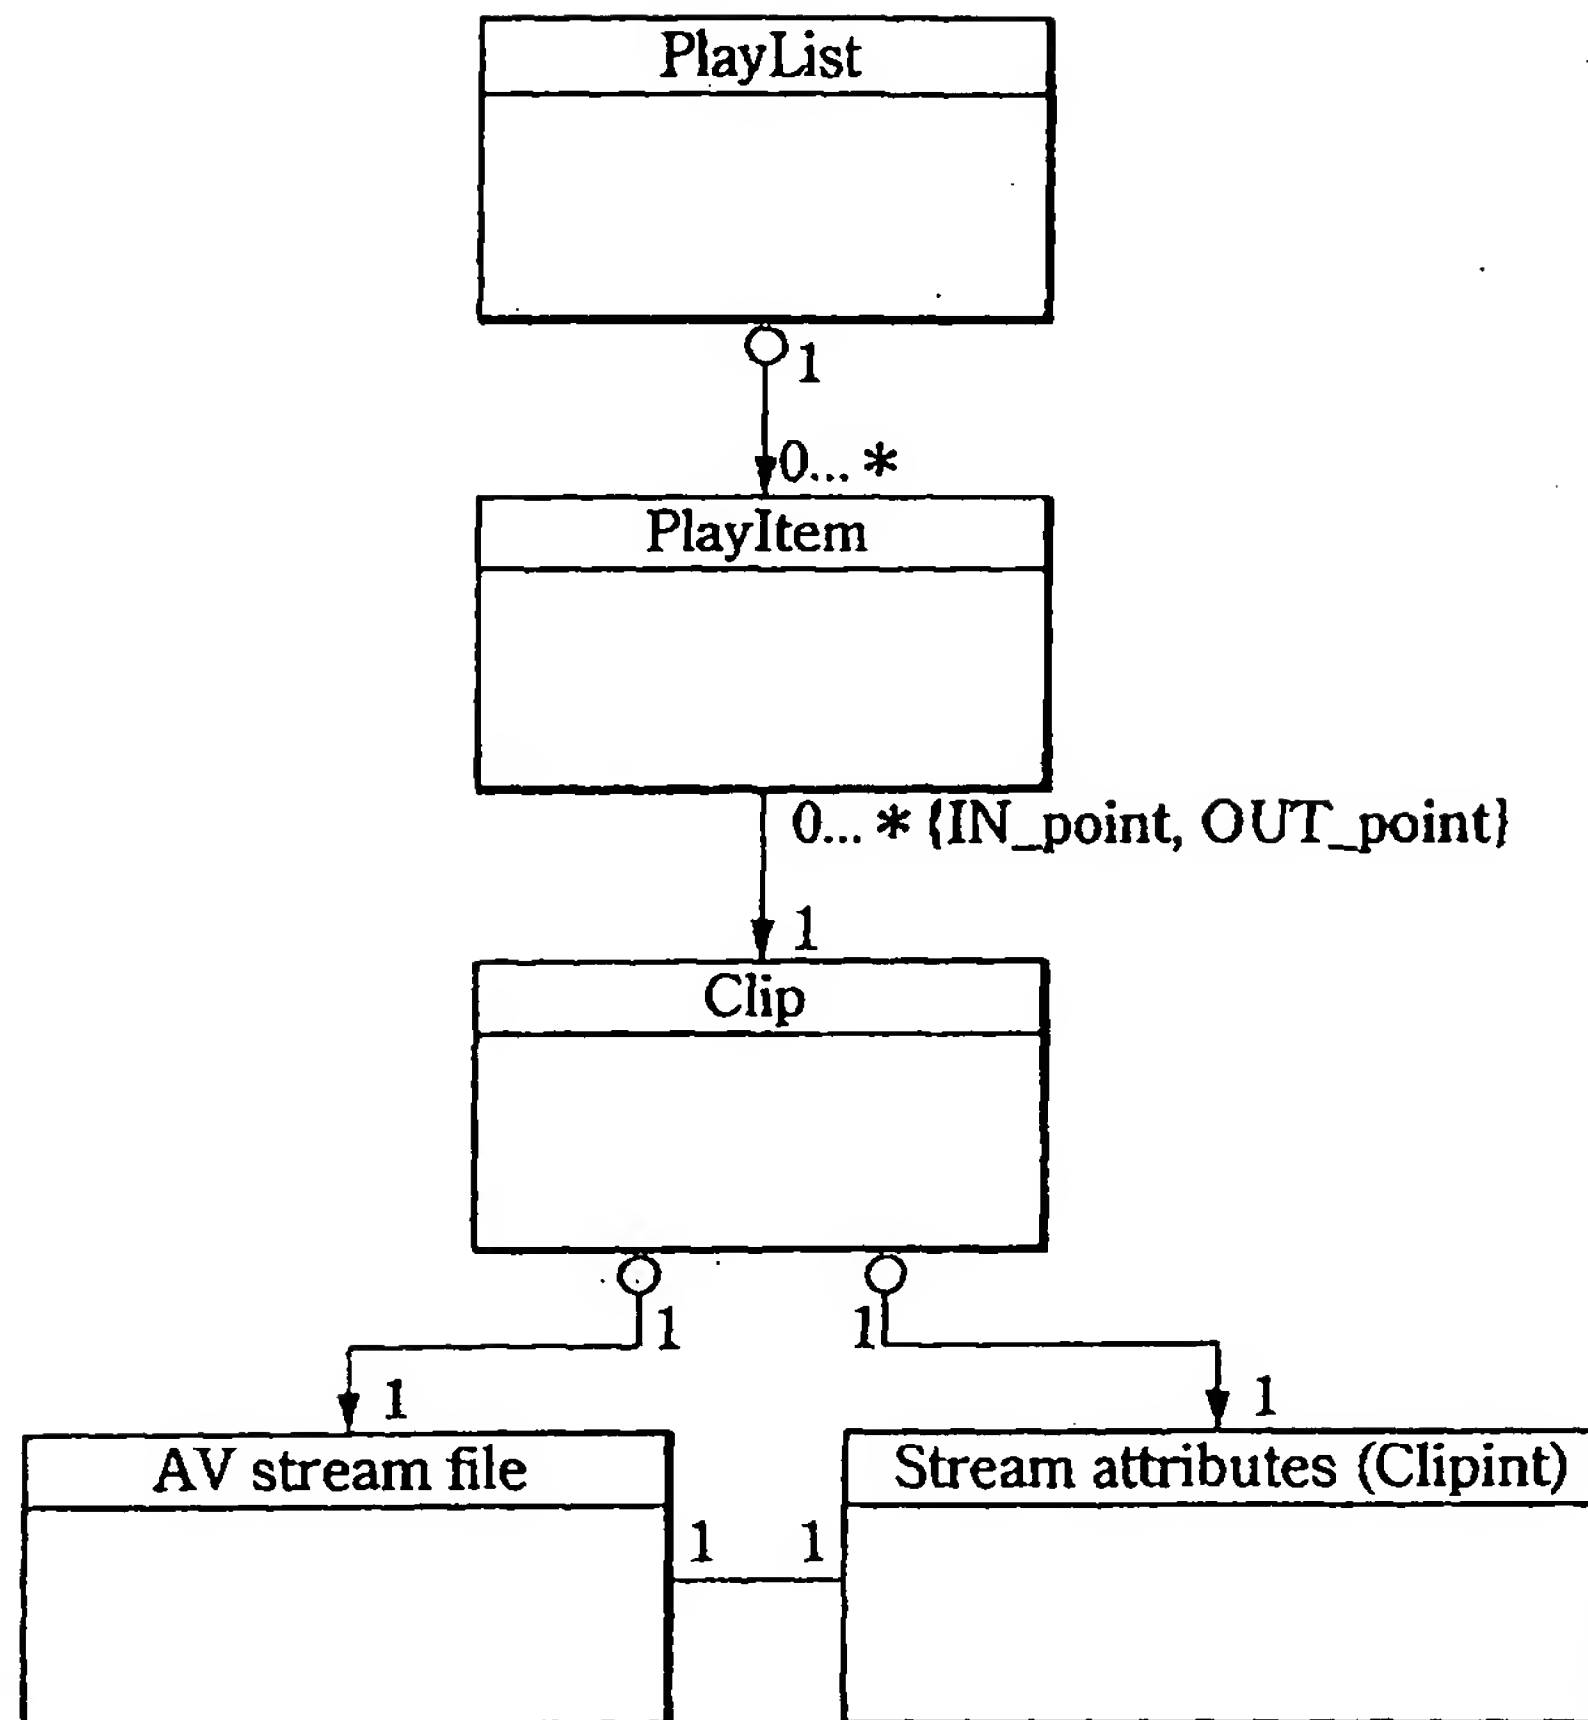 PlayList
1
0... *
PlayItem
0... * {IN_point, OUT_point}
1
Clip
1 1
1 1
AV stream file Stream attributes (Clipint)
1 1